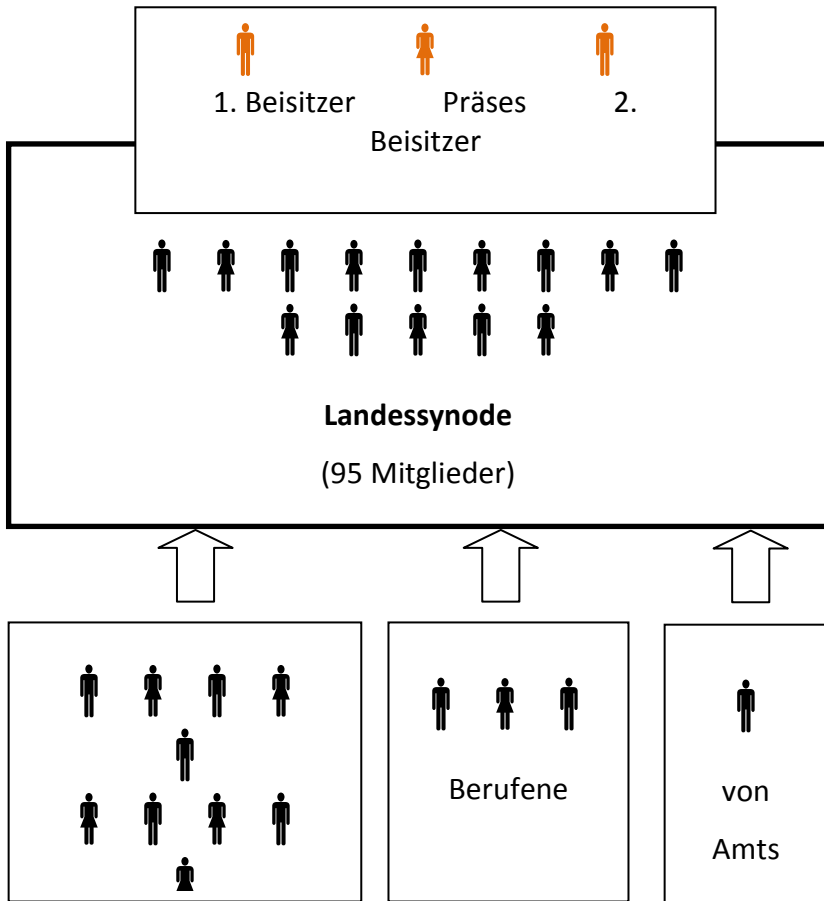 1. Beisitzer Präses 2.
Beisitzer
Landessynode
(95 Mitglieder)
Berufene
von
Amts